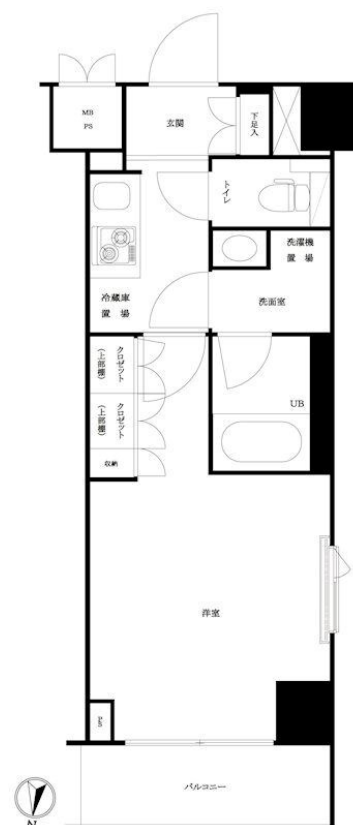 MB
PS
玄関
下足入
トイレ
洗濯機
置場
冷蔵庫
置場
洗面室
クロゼット
(上部棚)
クロゼット
(上部棚)
収納
UB
洋室
PS
バルコニー
N